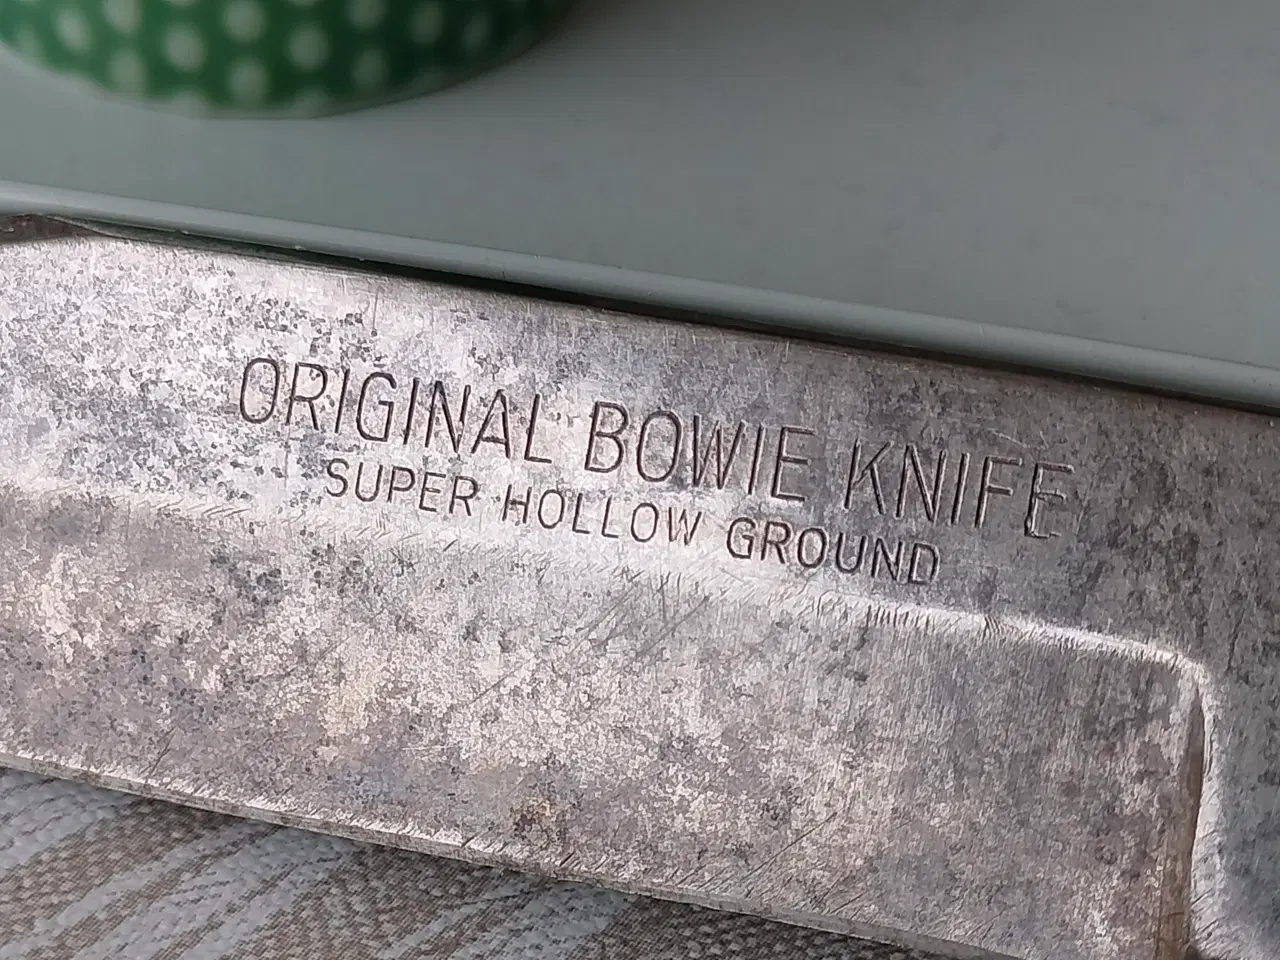 ORIGINAL BOWIE KNIFE
SUPER HOLLOW GROUND